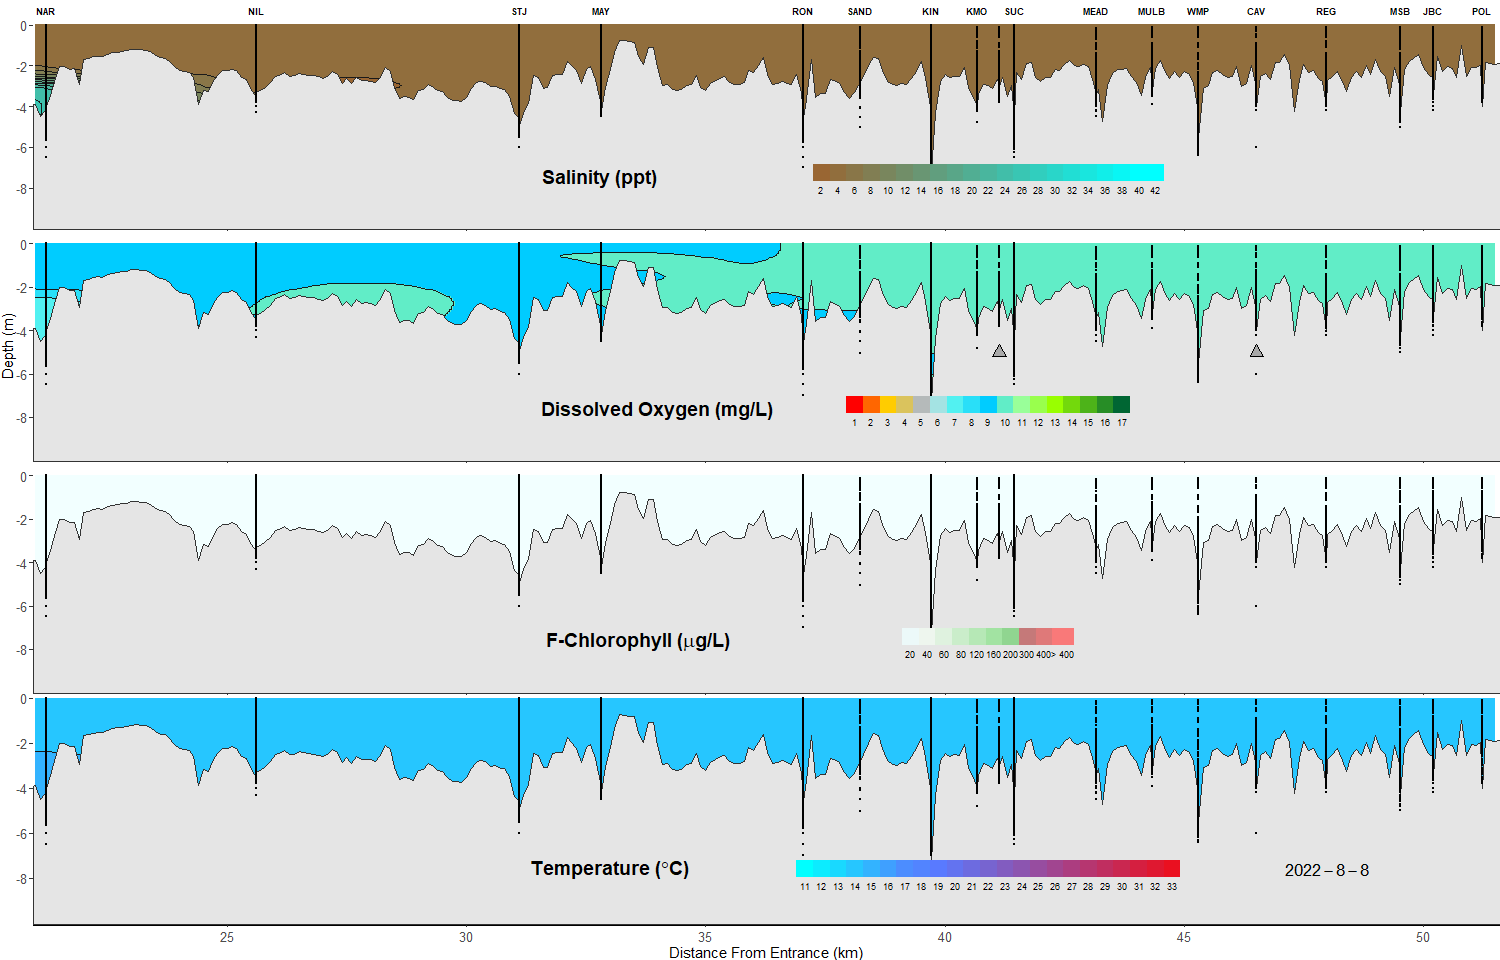 NAR NIL STJ MAY RON SAND KIN KMO SUC MEAD MULB WMP CAV REG MSB JBC POL
0
-2
-4
-6
-8
Salinity (ppt)
2 4 6 8 10 12 14 16 18 20 22 24 26 28 30 32 34 36 38 40 42
0
-2
-4
-6
-8
Depth (m)
Dissolved Oxygen (mg/L)
1 2 3 4 5 6 7 8 9 10 11 12 13 14 15 16 17
0
-2
-4
-6
-8
F-Chlorophyll (μg/L)
20 40 60 80 120 160 200 300 400> 400
0
-2
-4
-6
-8
Temperature (°C)
11 12 13 14 15 16 17 18 19 20 21 22 23 24 25 26 27 28 29 30 31 32 33
2022 – 8 – 8
25 30 35 40 45 50
Distance From Entrance (km)